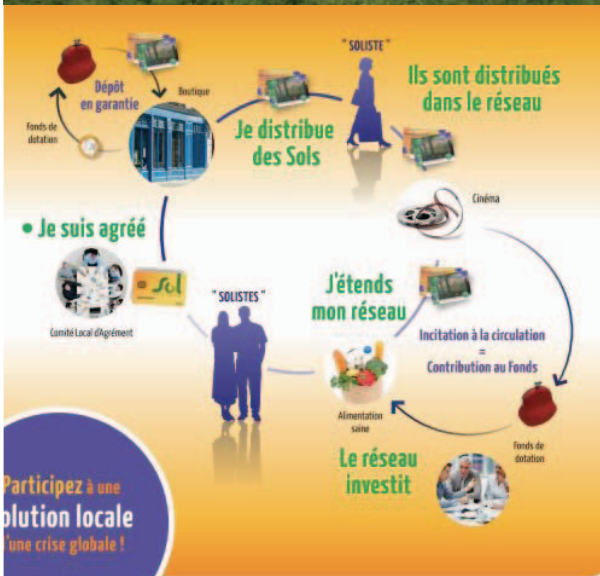 " SOLISTE "
Ils sont distribués
dans le réseau
Dépôt
en garantie
Boutique
Fonds de
dotation
Je distribue
des Sols
Cinéma
• Je suis agréé
Sol
Comité Local d'Agrément
" SOLISTES "
J'étends
mon réseau
Incitation à la circulation
=
Contribution au Fonds
Alimentation
saine
Fonds de
dotation
Le réseau
investit
Participez à une
olution locale
d'une crise globale !